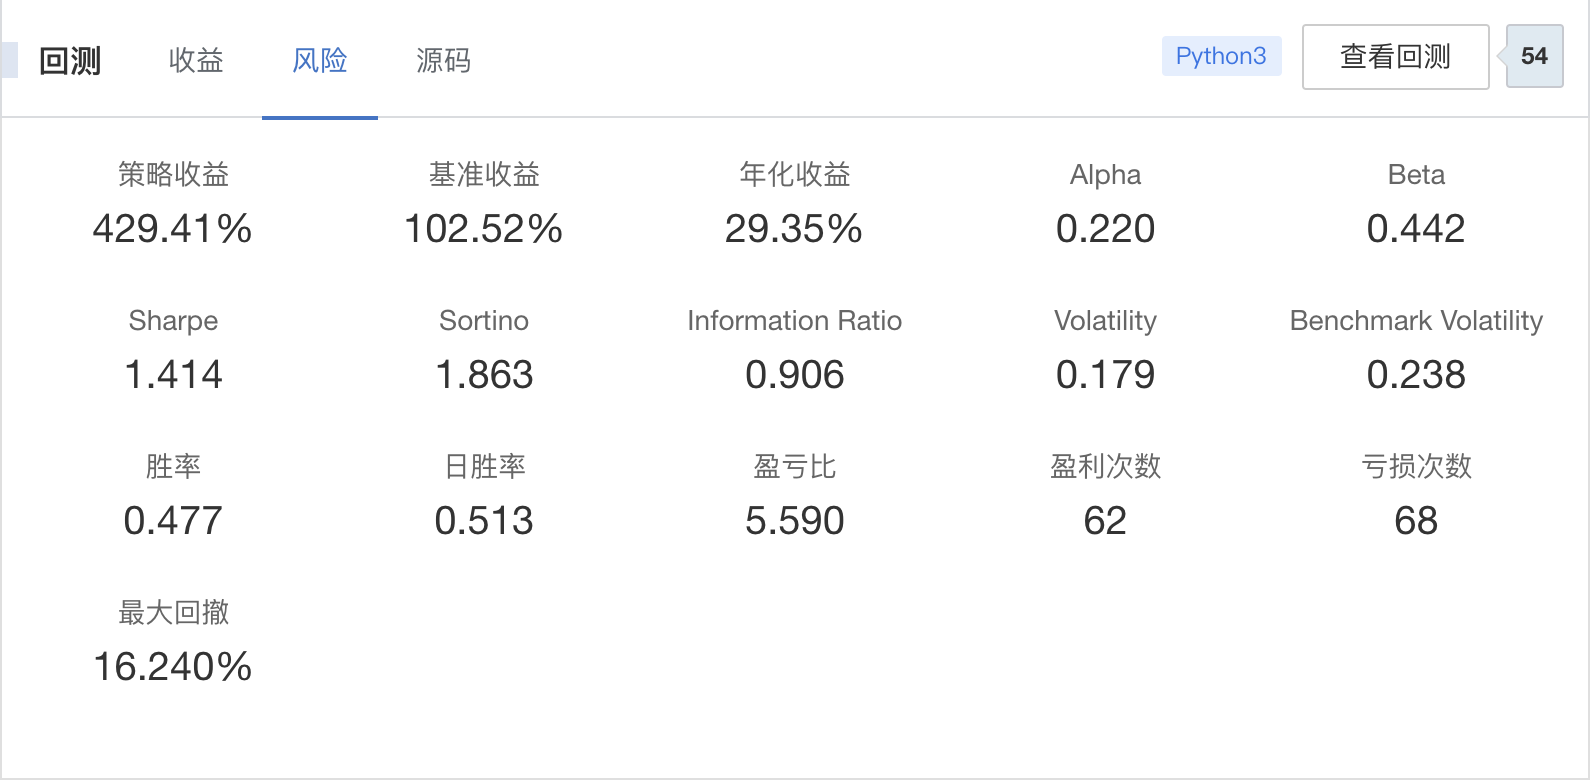 回测 收益 风险 源码 Python3 查看回测 54
策略收益 基准收益 年化收益 Alpha Beta
429.41% 102.52% 29.35% 0.220 0.442
Sharpe Sortino Information Ratio Volatility Benchmark Volatility
1.414 1.863 0.906 0.179 0.238
胜率 日胜率 盈亏比 盈利次数 亏损次数
0.477 0.513 5.590 62 68
最大回撤
16.240%